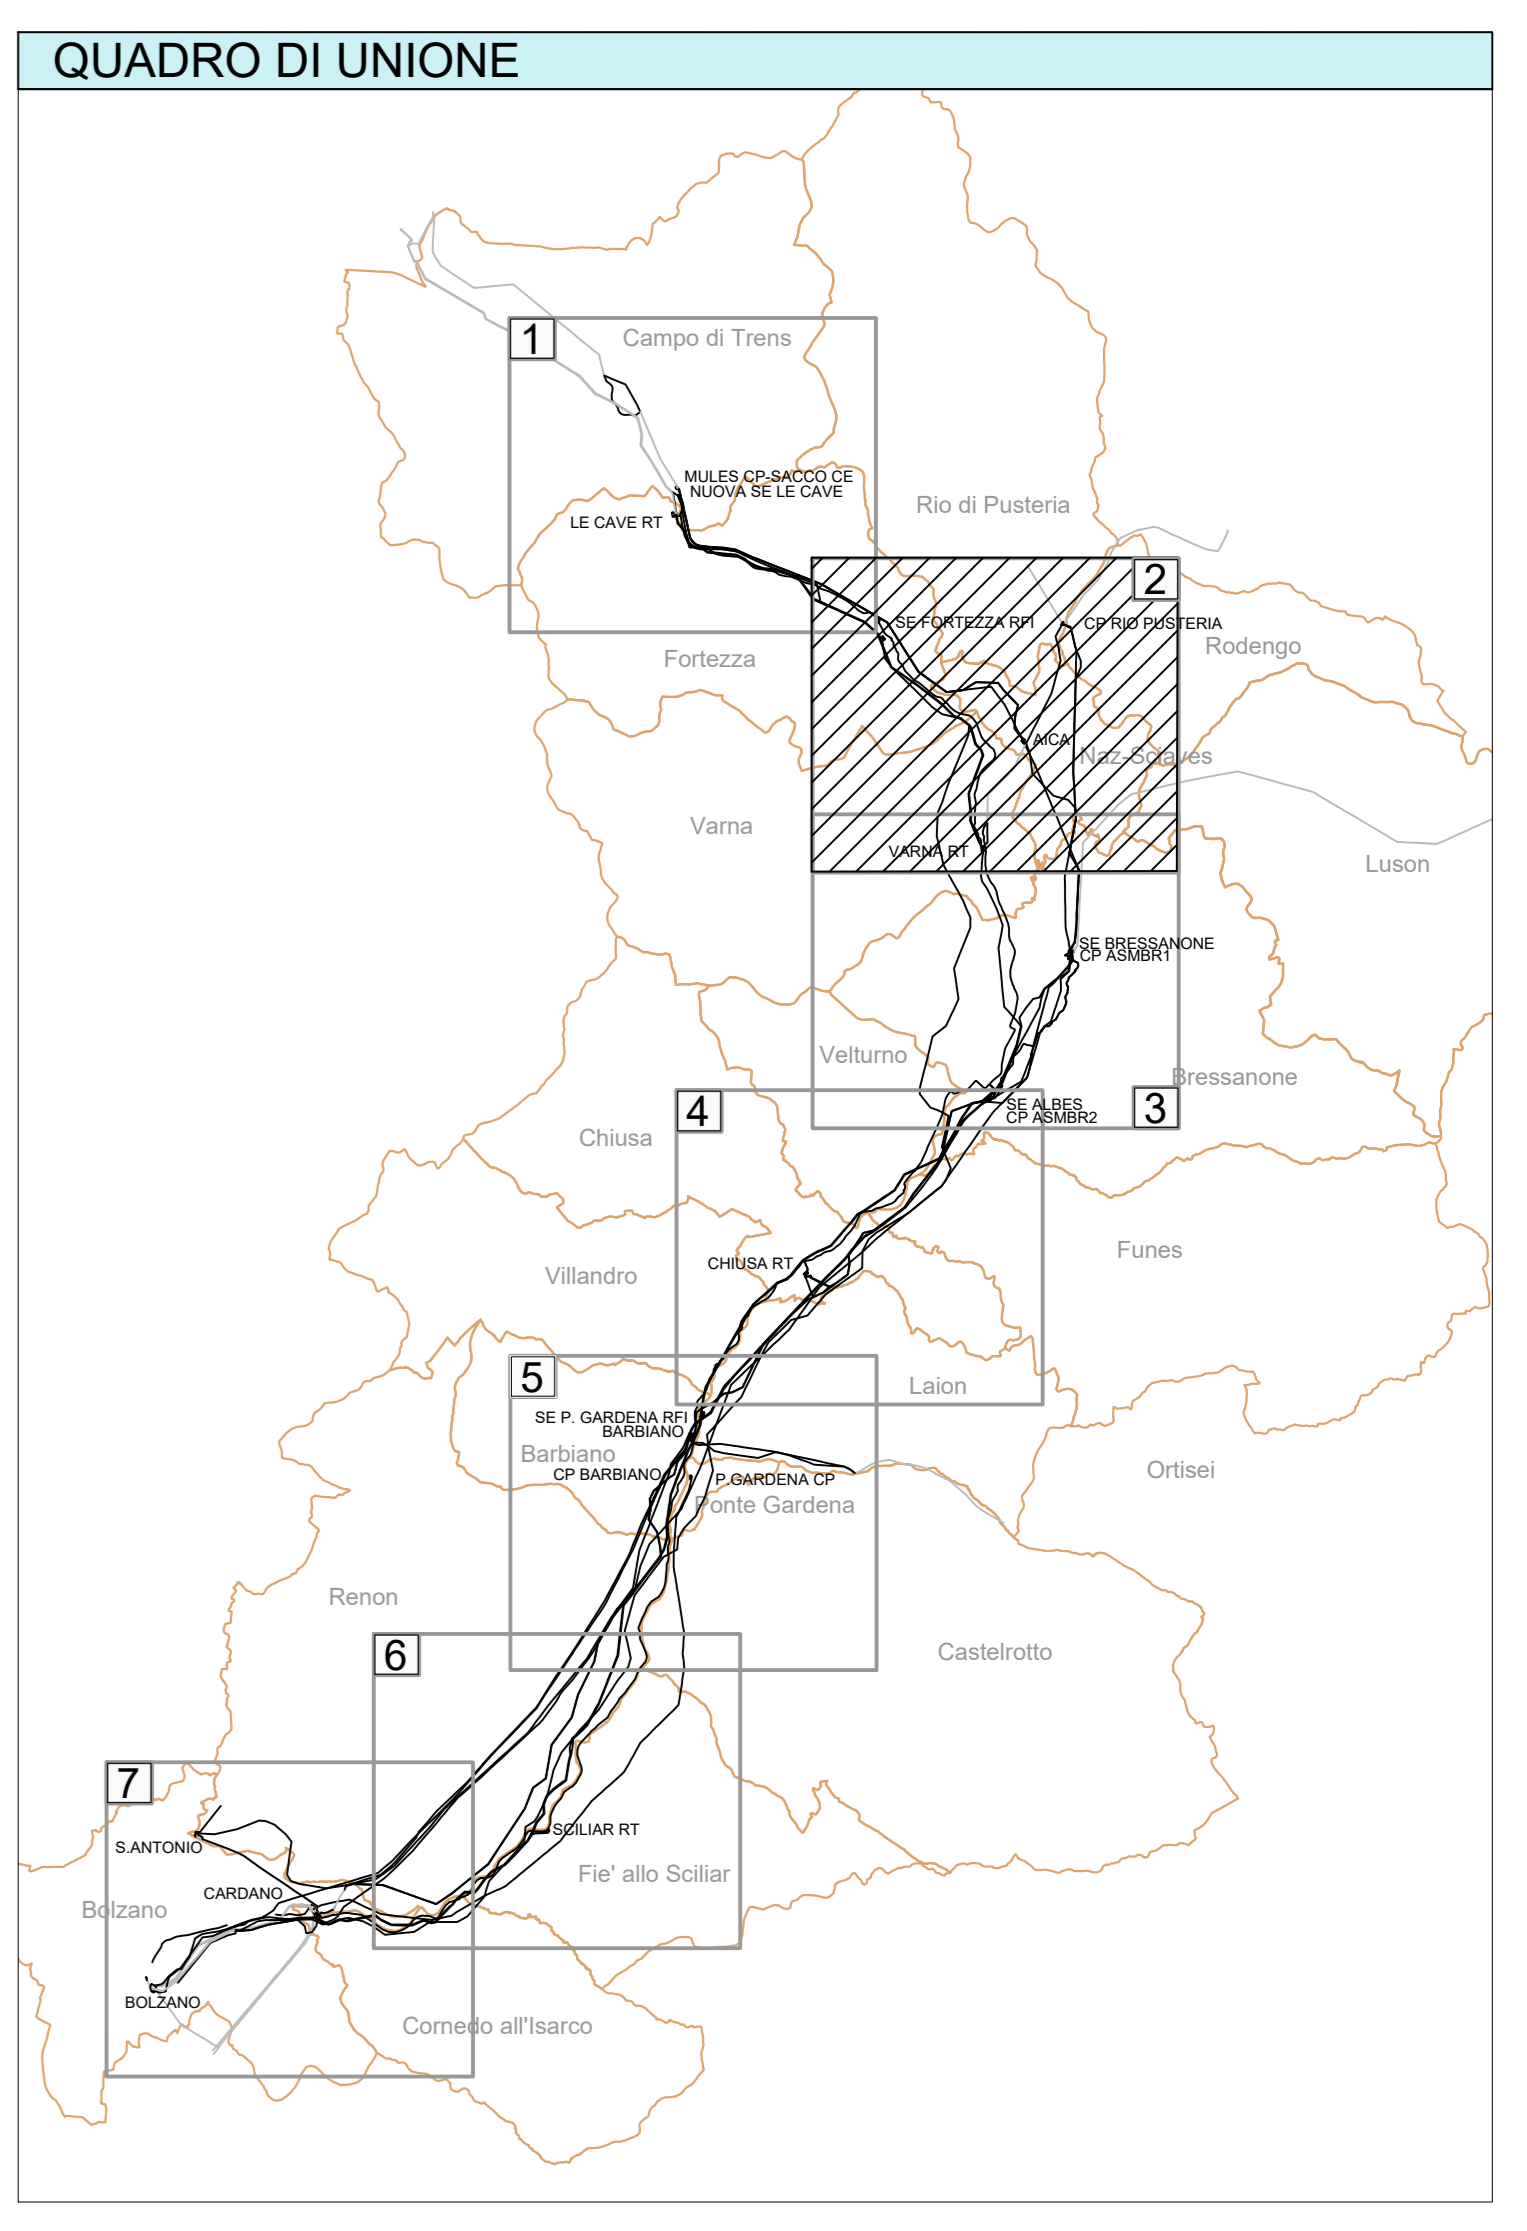 QUADRO DI UNIONE
1
Campo di Trens
MULES CP-SACCO CE
NUOVA SE LE CAVE
LE CAVE RT
Rio di Pusteria
2
SE FORTEZZA RFI
CP RIO PUSTERIA
Rodengo
Fortezza
AICA
Naz-Sciaves
Varna
VARNA RT
Luson
SE BRESSANONE
CP ASMBR1
Velturno
Bressanone
4
SE ALBES
CP ASMBR2
3
Chiusa
Funes
CHIUSA RT
Villandro
5
Laion
SE P. GARDENA RFI
BARBIANO
Barbiano
CP BARBIANO
P.GARDENA CP
Ortisei
Ponte Gardena
Renon
6
Castelrotto
7
S.ANTONIO
SCILIAR RT
Fie' allo Sciliar
CARDANO
Bolzano
BOLZANO
Cornedo all'Isarco